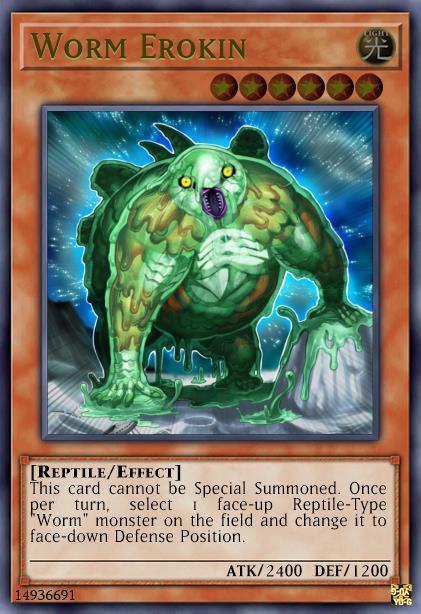 Worm Erokin
LIGHT
光
[Reptile/Effect]
This card cannot be Special Summoned. Once
per turn, select 1 face-up Reptile-Type
"Worm" monster on the field and change it to
face-down Defense Position.
ATK/2400 DEF/1200
14936691